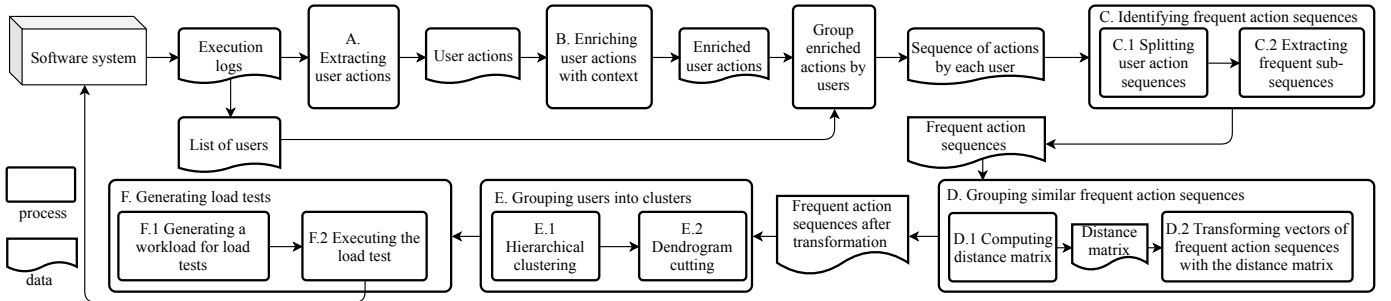 Software system
Execution
logs
A.
Extracting
user actions
User actions
B. Enriching
user actions
with context
Enriched
user actions
Group
enriched
actions by
users
Sequence of actions
by each user
C. Identifying frequent action sequences
C.1 Splitting
user action
sequences
C.2 Extracting
frequent sub-
sequences
List of users
Frequent action
sequences
process
data
F. Generating load tests
F.1 Generating a
workload for load
tests
F.2 Executing the
load test
E. Grouping users into clusters
E.1
Hierarchical
clustering
E.2
Dendrogram
cutting
Frequent action
sequences after
transformation
D. Grouping similar frequent action sequences
D.1 Computing
distance matrix
Distance
matrix
D.2 Transforming vectors of
frequent action sequences
with the distance matrix